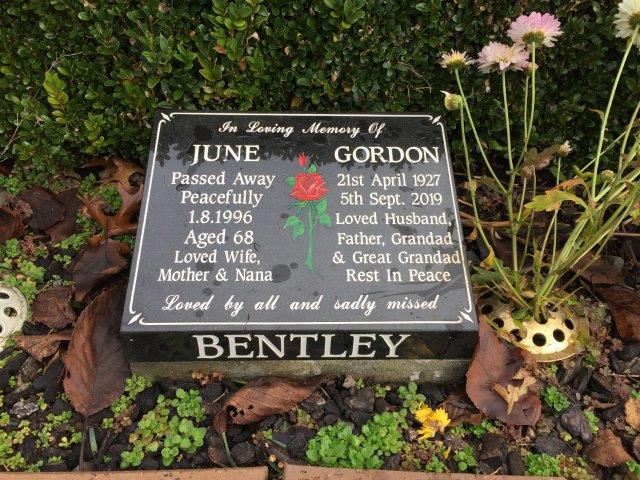 In Loving Memory Of
JUNE
Passed Away
Peacefully
1.8.1996
Aged 68
Loved Wife,
Mother & Nana
GORDON
21st April 1927
5th Sept. 2019
Loved Husband,
Father, Grandad
& Great Grandad
Rest In Peace
Loved by all and sadly missed
BENTLEY